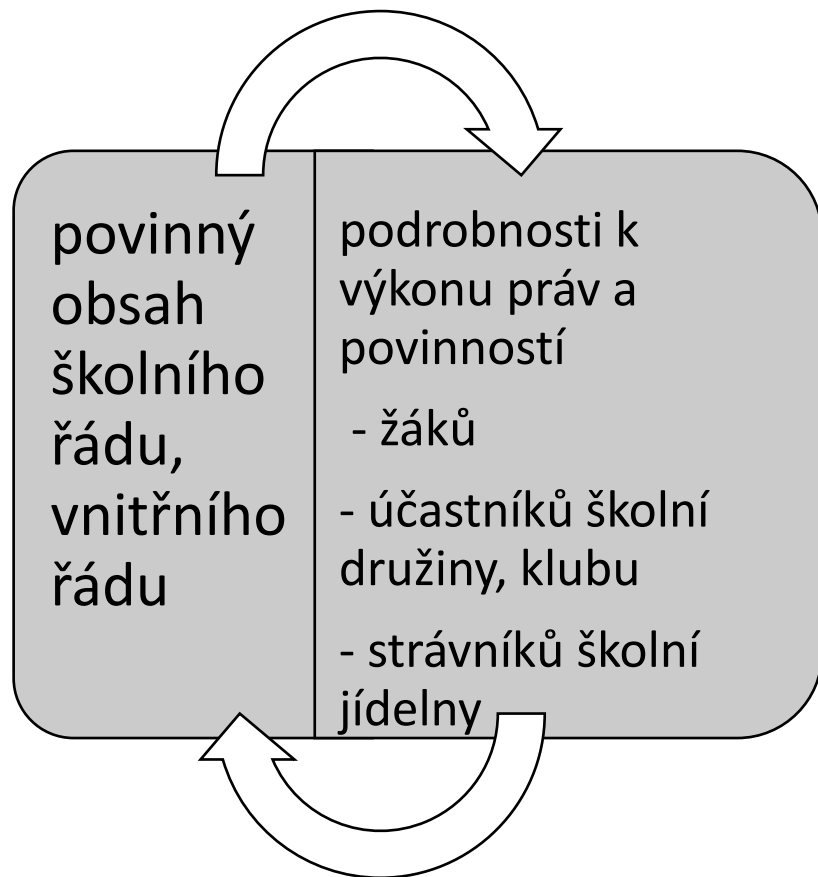 povinný
obsah
školního
řádu,
vnitřního
řádu
podrobnosti k
výkonu práv a
povinností
- žáků
- účastníků školní
družiny, klubu
- strávníků školní
jídelny